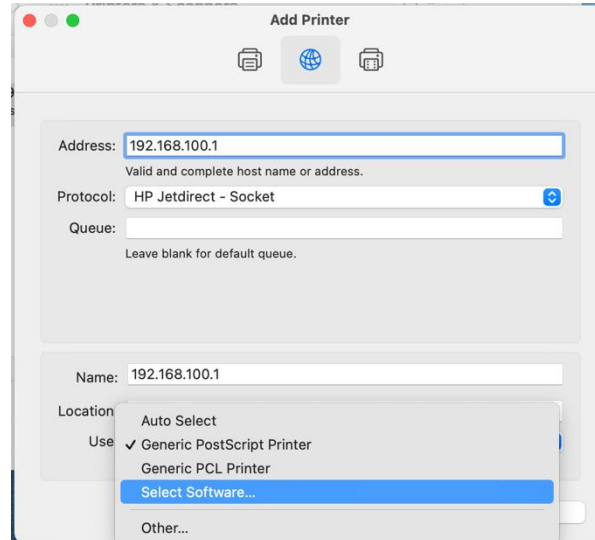 Add Printer
Address: 192.168.100.1
Valid and complete host name or address.
Protocol: HP Jetdirect - Socket
Queue:
Leave blank for default queue.
Name: 192.168.100.1
Location
Use
Auto Select
✓ Generic PostScript Printer
Generic PCL Printer
Select Software...
Other...